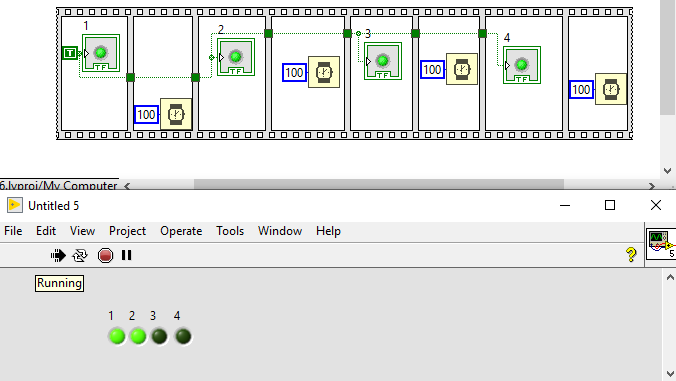 1
2
3
4
T
TF
TF
TF
TF
100
100
100
100
6.lvproj/My Computer
Untitled 5
File Edit View Project Operate Tools Window Help
?
5
Running
1 2 3 4